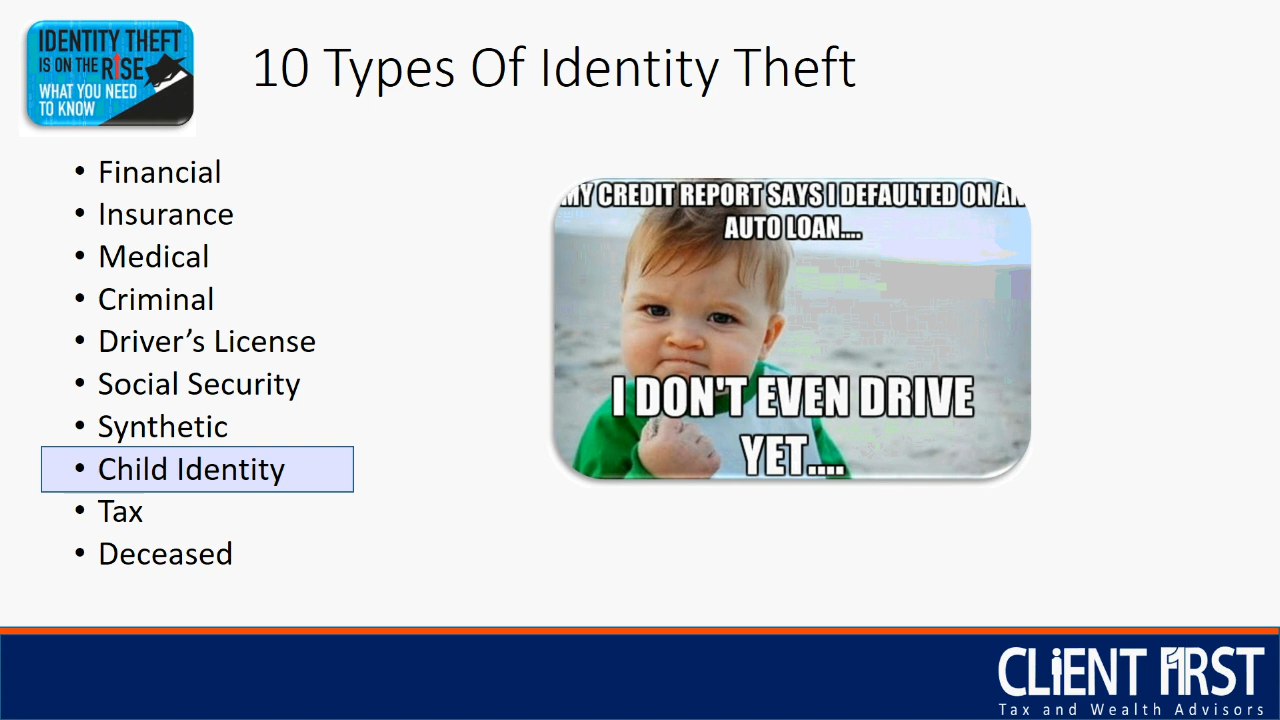 IDENTITY THEFT
IS ON THE RISE
WHAT YOU NEED
TO KNOW
10 Types Of Identity Theft
• Financial
• Insurance
• Medical
• Criminal
• Driver’s License
• Social Security
• Synthetic
• Child Identity
• Tax
• Deceased
MY CREDIT REPORT SAYS I DEFAULTED ON AN
AUTO LOAN....
I DON'T EVEN DRIVE
YET....
CLiENT FIRST
Tax and Wealth Advisors